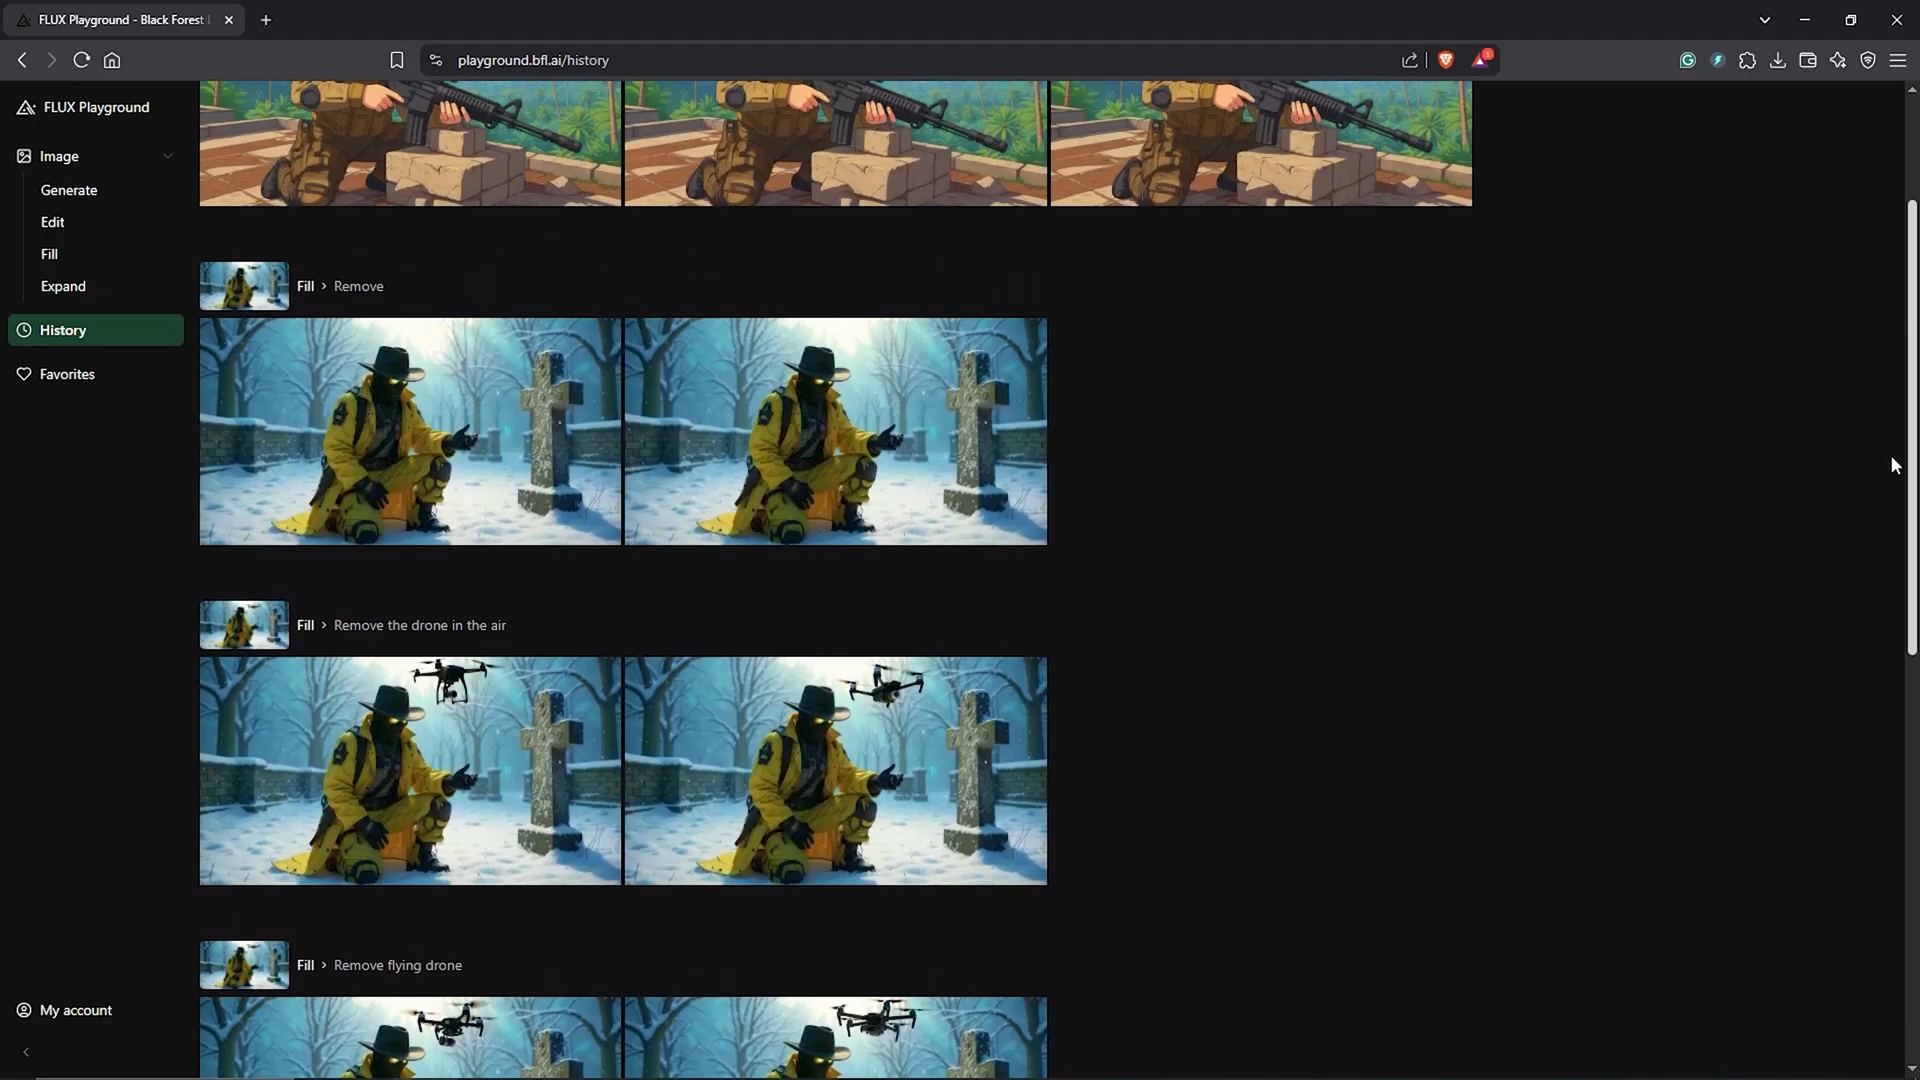 FLUX Playground - Black Forest
playground.bfl.ai/history
1
FLUX Playground
Image
Generate
Edit
Fill
Expand
History
Favorites
Fill > Remove
Fill > Remove the drone in the air
Fill > Remove flying drone
My account